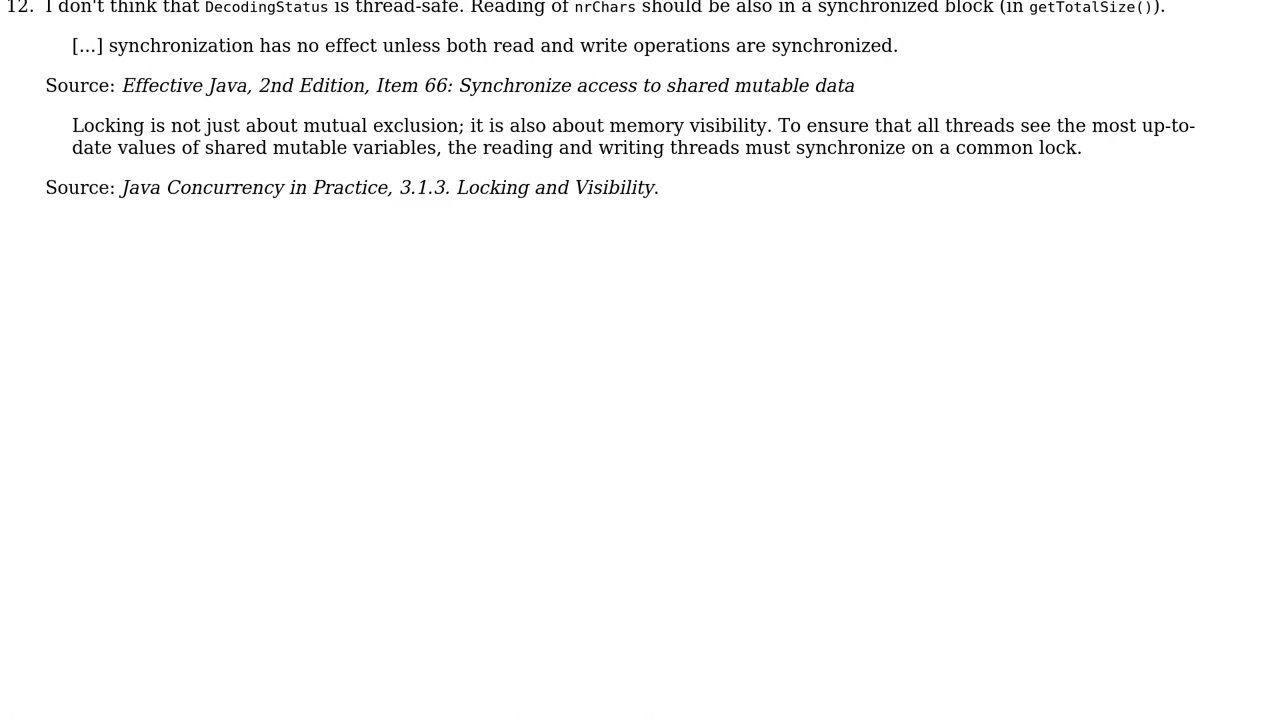 12. I don't think that DecodingStatus is thread-safe. Reading of nrChars should be also in a synchronized block (in getTotalSize()).
[...] synchronization has no effect unless both read and write operations are synchronized.
Source: Effective Java, 2nd Edition, Item 66: Synchronize access to shared mutable data
Locking is not just about mutual exclusion; it is also about memory visibility. To ensure that all threads see the most up-to-
date values of shared mutable variables, the reading and writing threads must synchronize on a common lock.
Source: Java Concurrency in Practice, 3.1.3. Locking and Visibility.